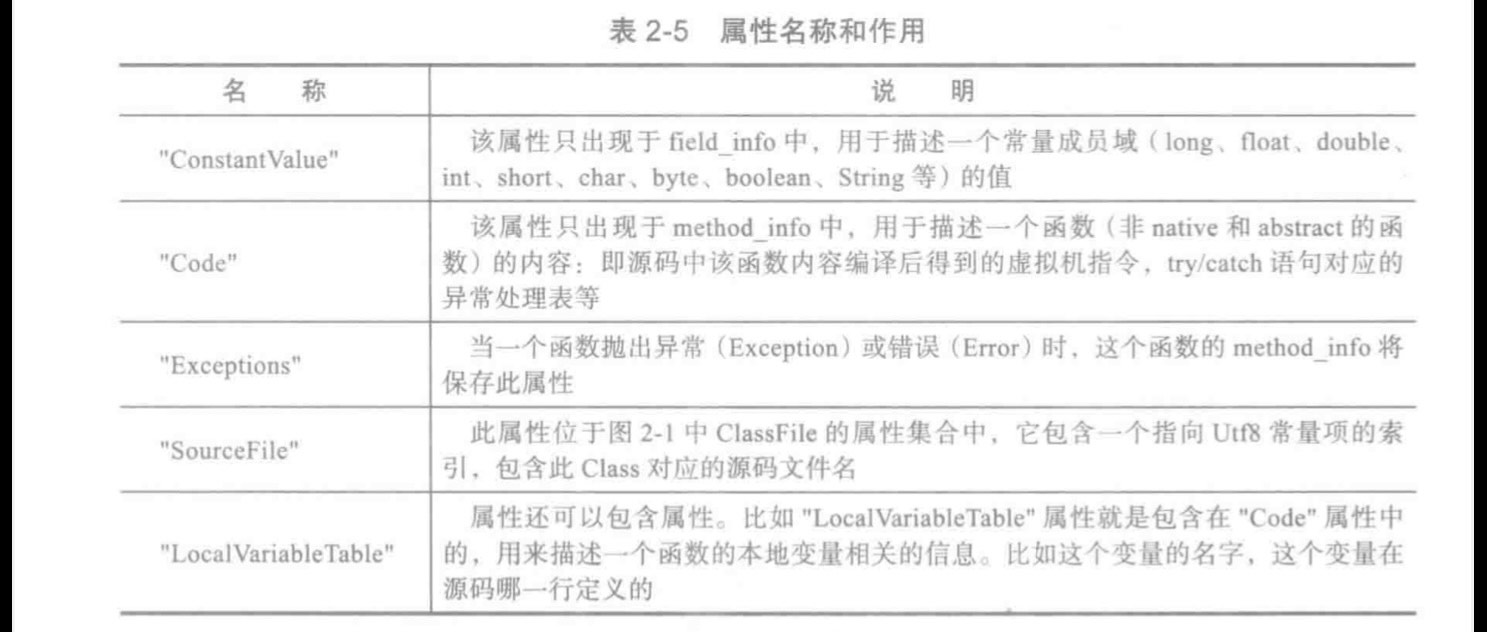 表 2-5 属性名称和作用
名 称
说 明
"ConstantValue"
该属性只出现于 field_info 中，用于描述一个常量成员域（long、float、double、
int、short、char、byte、boolean、String 等）的值
"Code"
该属性只出现于 method_info 中，用于描述一个函数（非 native 和 abstract 的函
数）的内容：即源码中该函数内容编译后得到的虚拟机指令，try/catch 语句对应的
异常处理表等
"Exceptions"
当一个函数抛出异常（Exception）或错误（Error）时，这个函数的 method_info 将
保存此属性
"SourceFile"
此属性位于图 2-1 中 ClassFile 的属性集合中，它包含一个指向 Utf8 常量项的索
引，包含此 Class 对应的源码文件名
"LocalVariableTable"
属性还可以包含属性。比如 "LocalVariableTable" 属性就是包含在 "Code" 属性中
的，用来描述一个函数的本地变量相关的信息。比如这个变量的名字，这个变量在
源码哪一行定义的